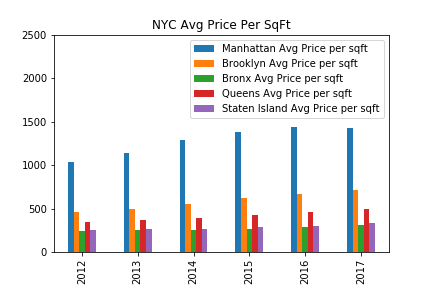 NYC Avg Price Per SqFt
2500
2000
1500
1000
500
0
Manhattan Avg Price per sqft
Brooklyn Avg Price per sqft
Bronx Avg Price per sqft
Queens Avg Price per sqft
Staten Island Avg Price per sqft
2012
2013
2014
2015
2016
2017